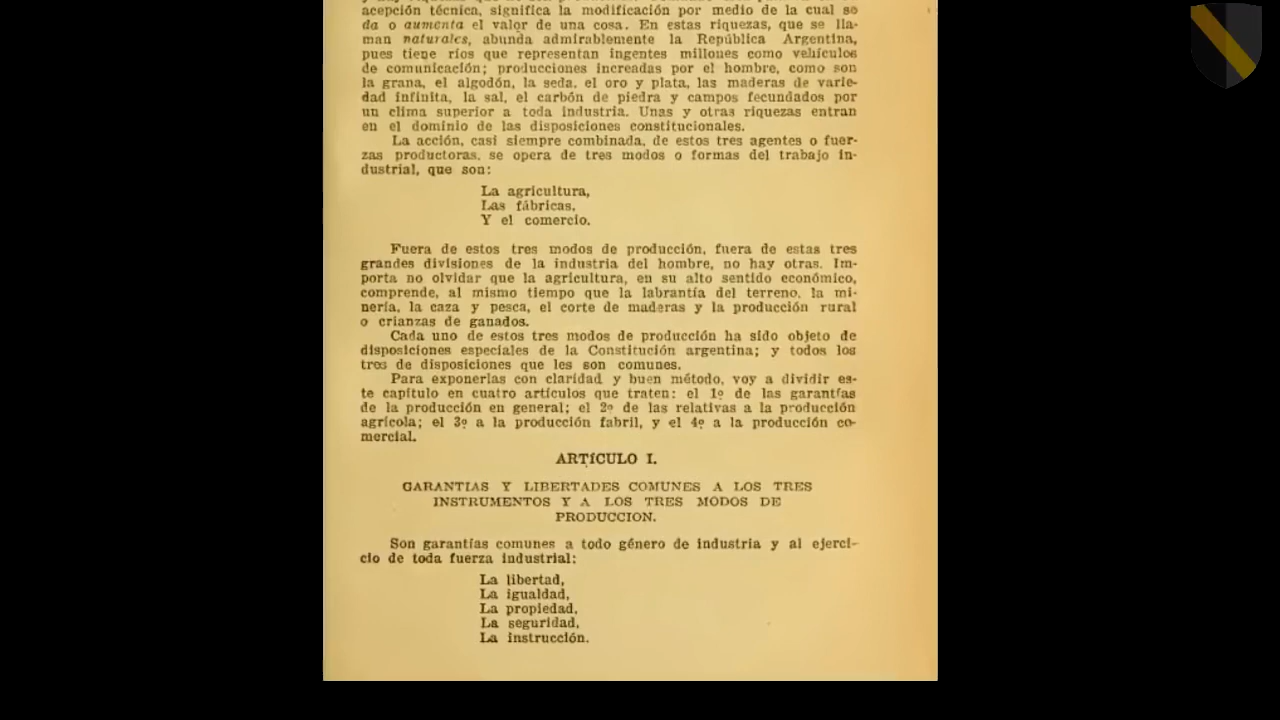 acepción técnica, significa la modificación por medio de la cual se
da o aumenta el valor de una cosa. En estas riquezas, que se lla-
man naturales, abunda admirablemente la República Argentina,
pues tiene ríos que representan ingentes millones como vehículos
de comunicación; producciones increadas por el hombre, como son
la grana, el algodón, la seda, el oro y plata, las maderas de varie-
dad infinita, la sal, el carbón de piedra y campos fecundados por
un clima superior a toda industria. Unas y otras riquezas entran
en el dominio de las disposiciones constitucionales.
La acción, casi siempre combinada, de estos tres agentes o fuer-
zas productoras, se opera de tres modos o formas del trabajo in-
dustrial, que son:
La agricultura,
Las fábricas,
Y el comercio.
Fuera de estos tres modos de producción, fuera de estas tres
grandes divisiones de la industria del hombre, no hay otras. Im-
porta no olvidar que la agricultura, en su alto sentido económico,
comprende, al mismo tiempo que la labrantía del terreno, la mi-
nería, la caza y pesca, el corte de maderas y la producción rural
o crianzas de ganados.
Cada uno de estos tres modos de producción ha sido objeto de
disposiciones especiales de la Constitución argentina; y todos los
tres de disposiciones que les son comunes.
Para exponerlas con claridad y buen método, voy a dividir es-
te capítulo en cuatro artículos que traten: el 1º de las garantías
de la producción en general; el 2º de las relativas a la producción
agrícola; el 3º a la producción fabril, y el 4º a la producción co-
mercial.
ARTÍCULO I.
GARANTIAS Y LIBERTADES COMUNES A LOS TRES
INSTRUMENTOS Y A LOS TRES MODOS DE
PRODUCCION.
Son garantías comunes a todo género de industria y al ejerci-
cio de toda fuerza industrial:
La libertad,
La igualdad,
La propiedad,
La seguridad,
La instrucción.